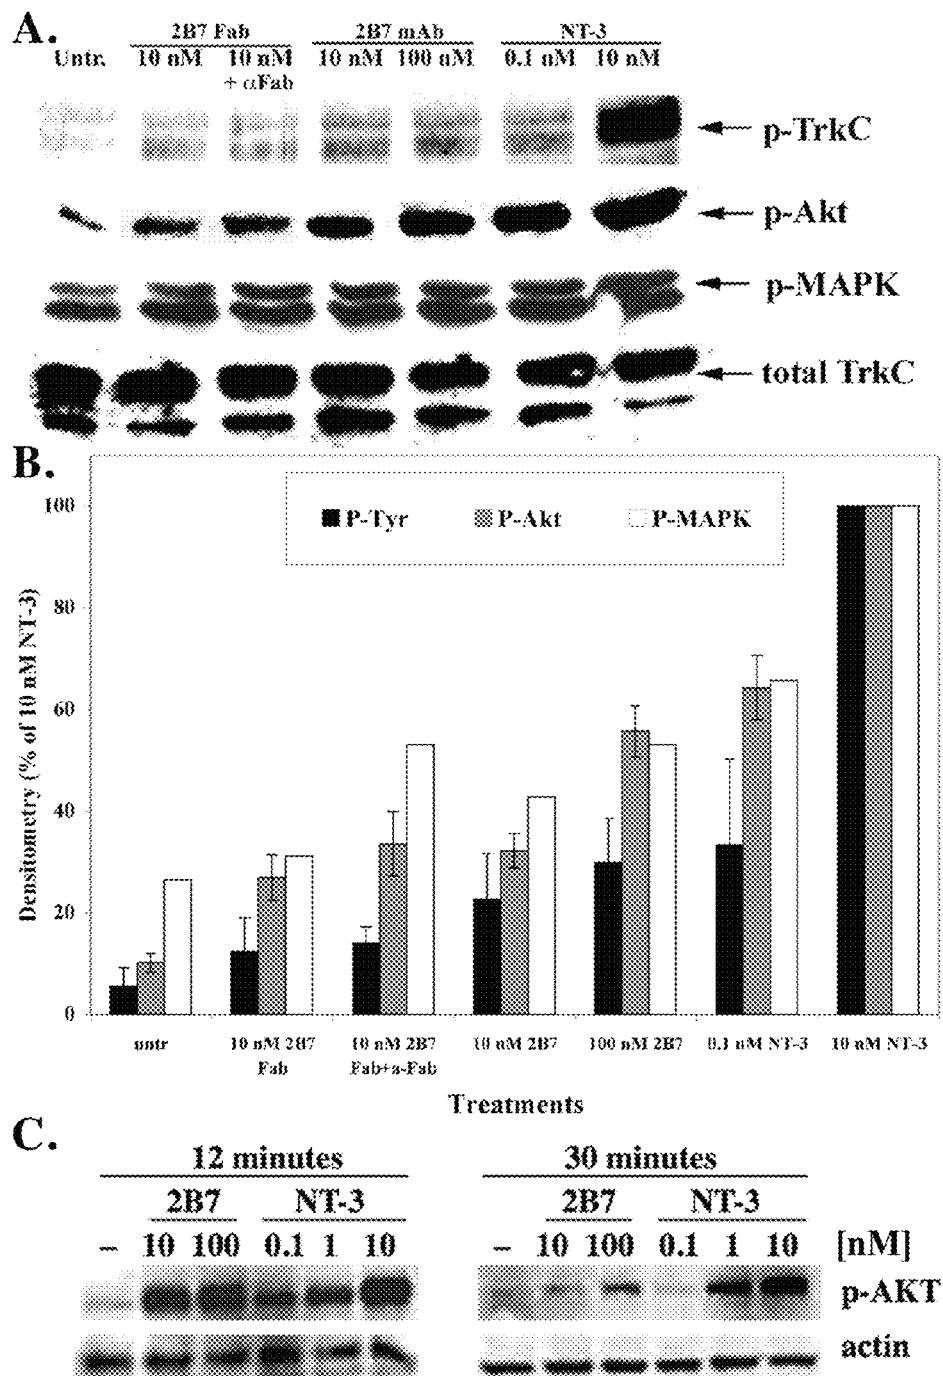 A.
2B7 Fab 2B7 mAb NT-3
Untr. 10 nM 10 nM 10 nM 100 nM 0.1 nM 10 nM
+ αFab
p-TrkC
p-Akt
p-MAPK
total TrkC
B.
100
80
60
40
20
0
Densitometry (% of 10 nM NT-3)
P-Tyr P-Akt P-MAPK
untr 10 nM 2B7 10 nM 2B7 10 nM 2B7 100 nM 2B7 0.1 nM NT-3 10 nM NT-3
Fab Fab+a-Fab
Treatments
C.
12 minutes 30 minutes
2B7 NT-3 2B7 NT-3
– 10 100 0.1 1 10 – 10 100 0.1 1 10 [nM]
p-AKT
actin